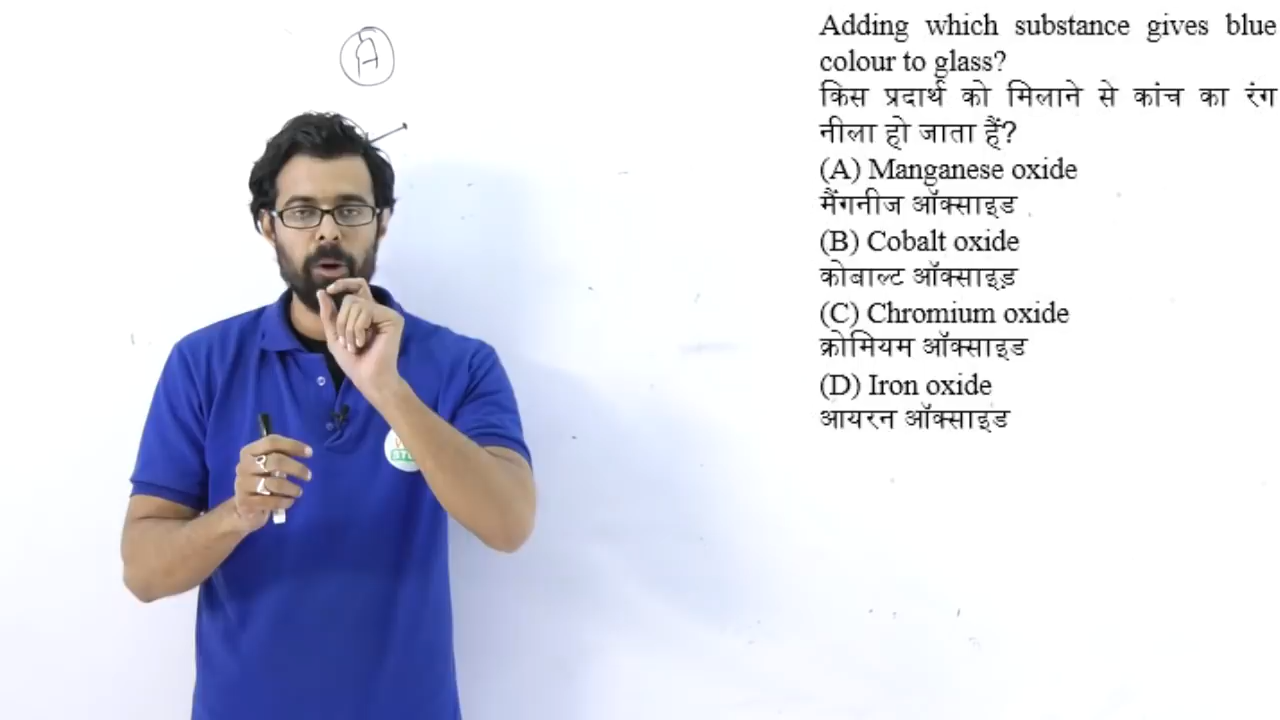 A
Adding which substance gives blue
colour to glass?
किस प्रदार्थ को मिलाने से कांच का रंग
नीला हो जाता हैं?
(A) Manganese oxide
मैंगनीज ऑक्साइड
(B) Cobalt oxide
कोबाल्ट ऑक्साइड़
(C) Chromium oxide
क्रोमियम ऑक्साइड
(D) Iron oxide
आयरन ऑक्साइड